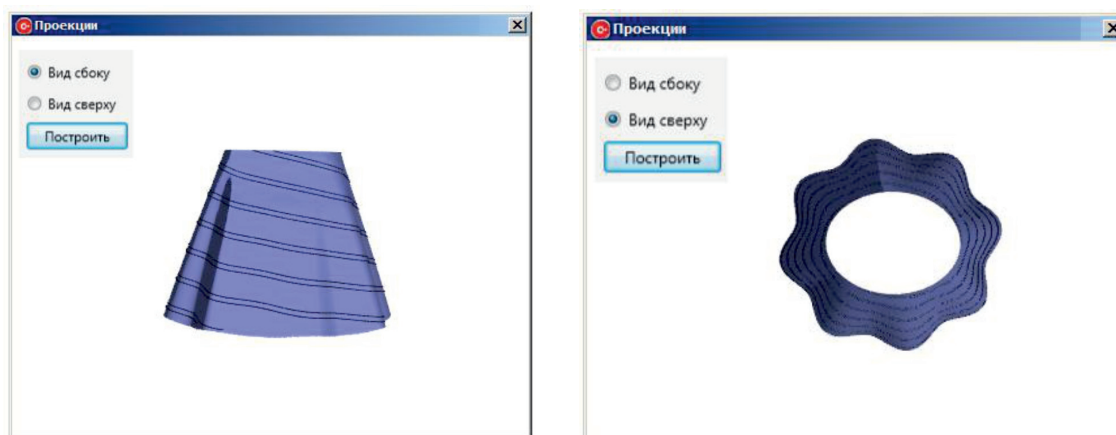 Проекции
Вид сбоку
Вид сверху
Построить
Проекции
Вид сбоку
Вид сверху
Построить